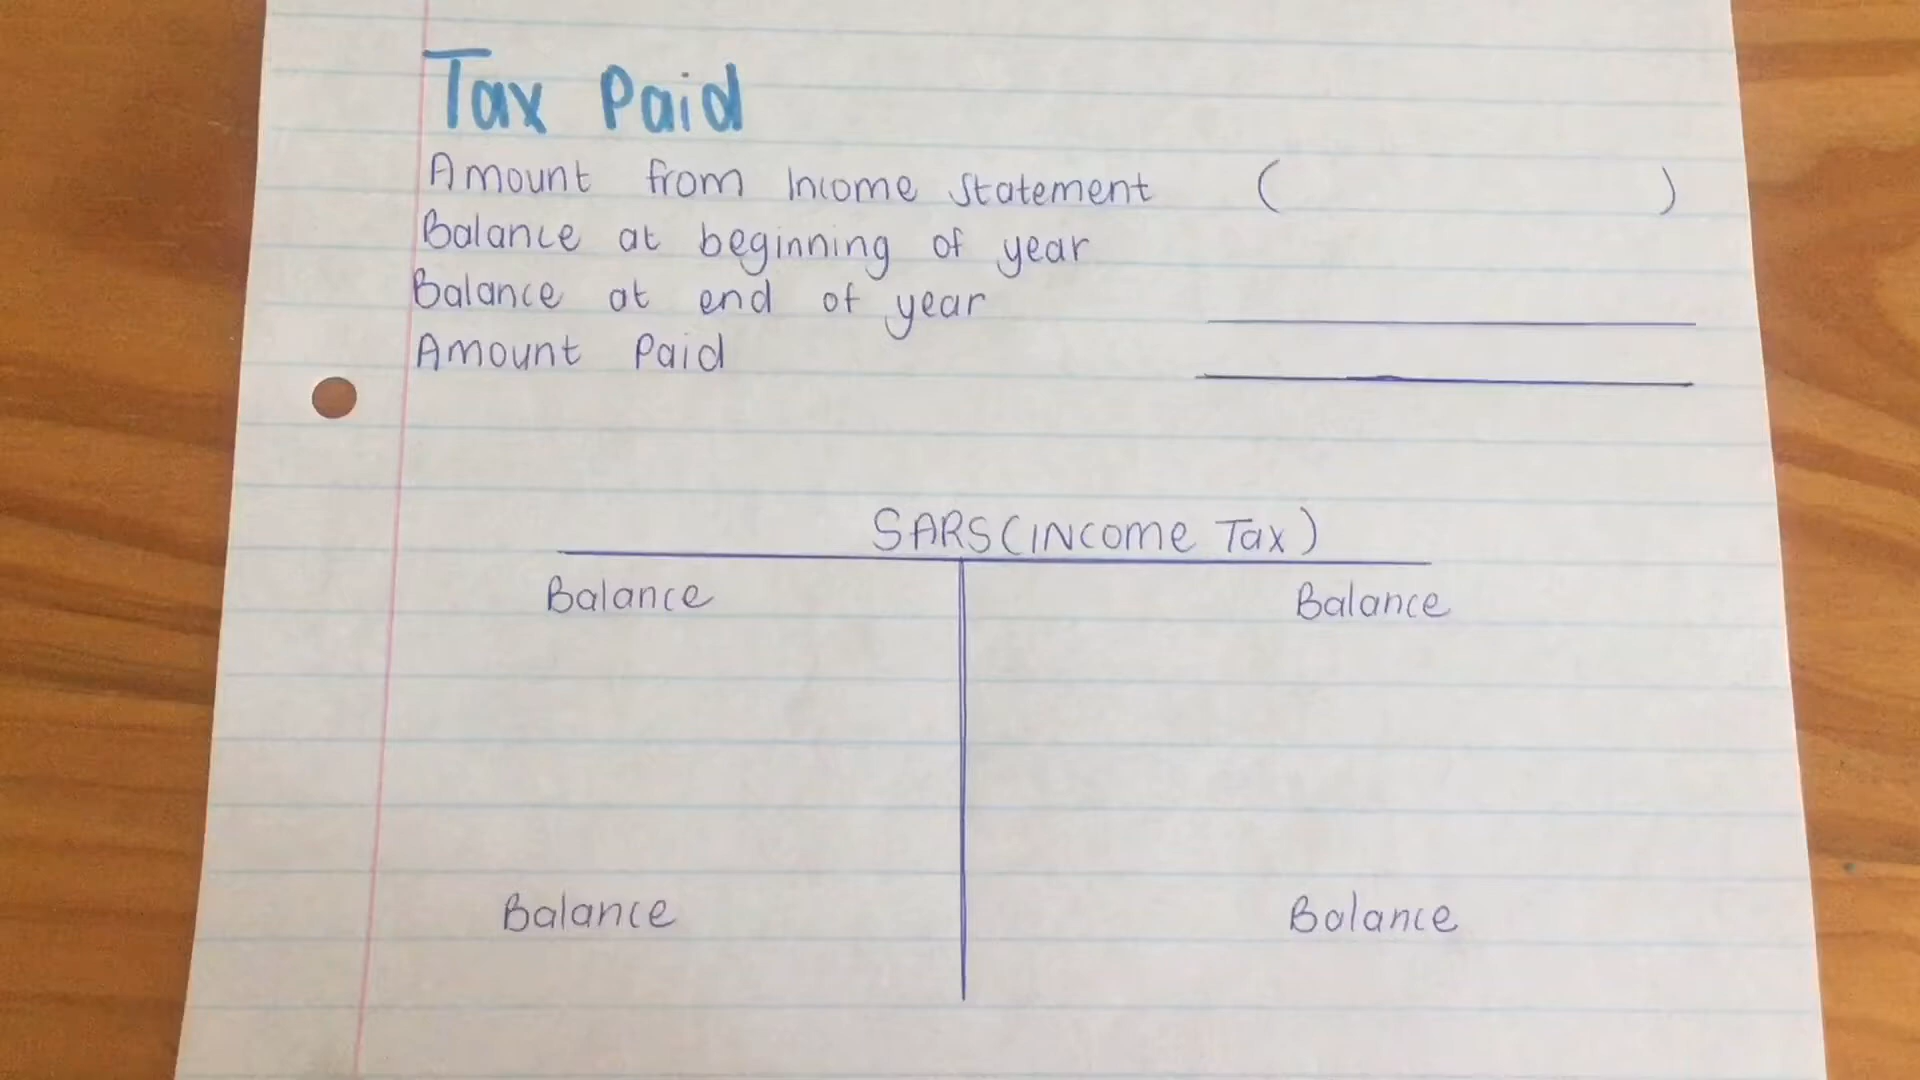 Tax Paid
Amount from Income Statement ( )
Balance at beginning of year
Balance at end of year
Amount Paid
SARS (Income Tax)
Balance Balance
Balance Balance